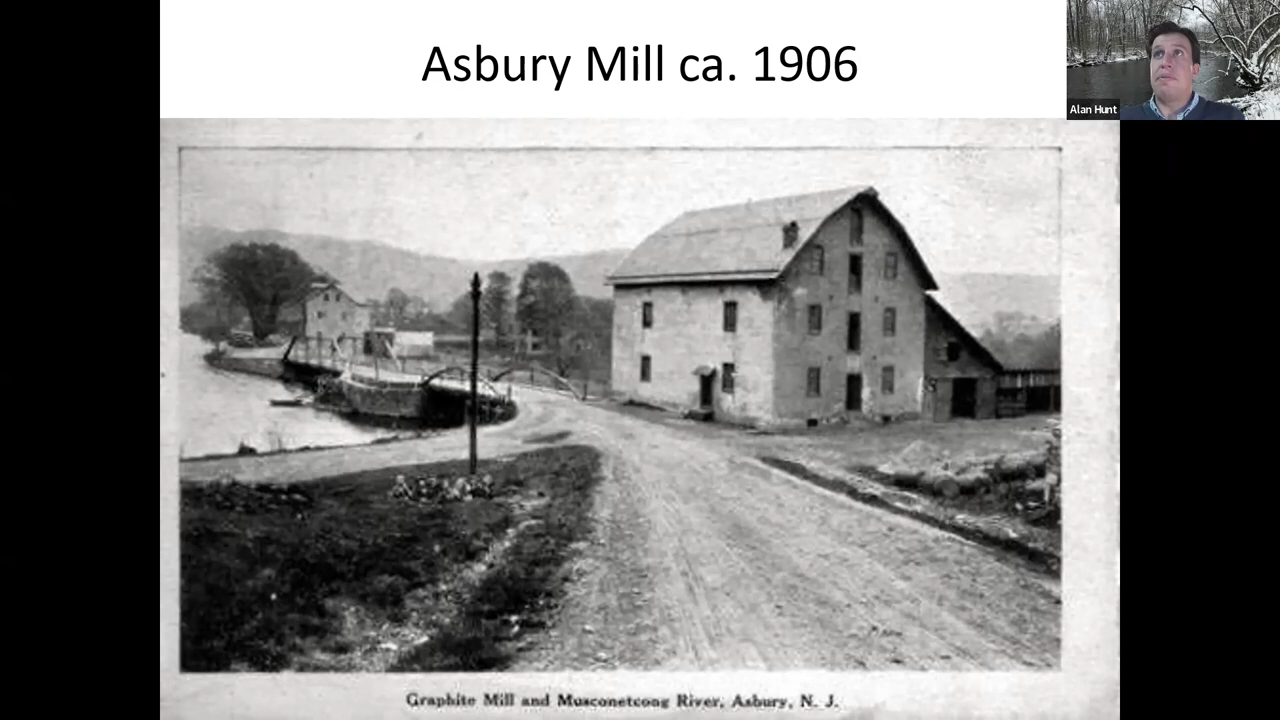 Asbury Mill ca. 1906
Alan Hunt
Graphite Mill and Musconetcong River, Asbury, N. J.